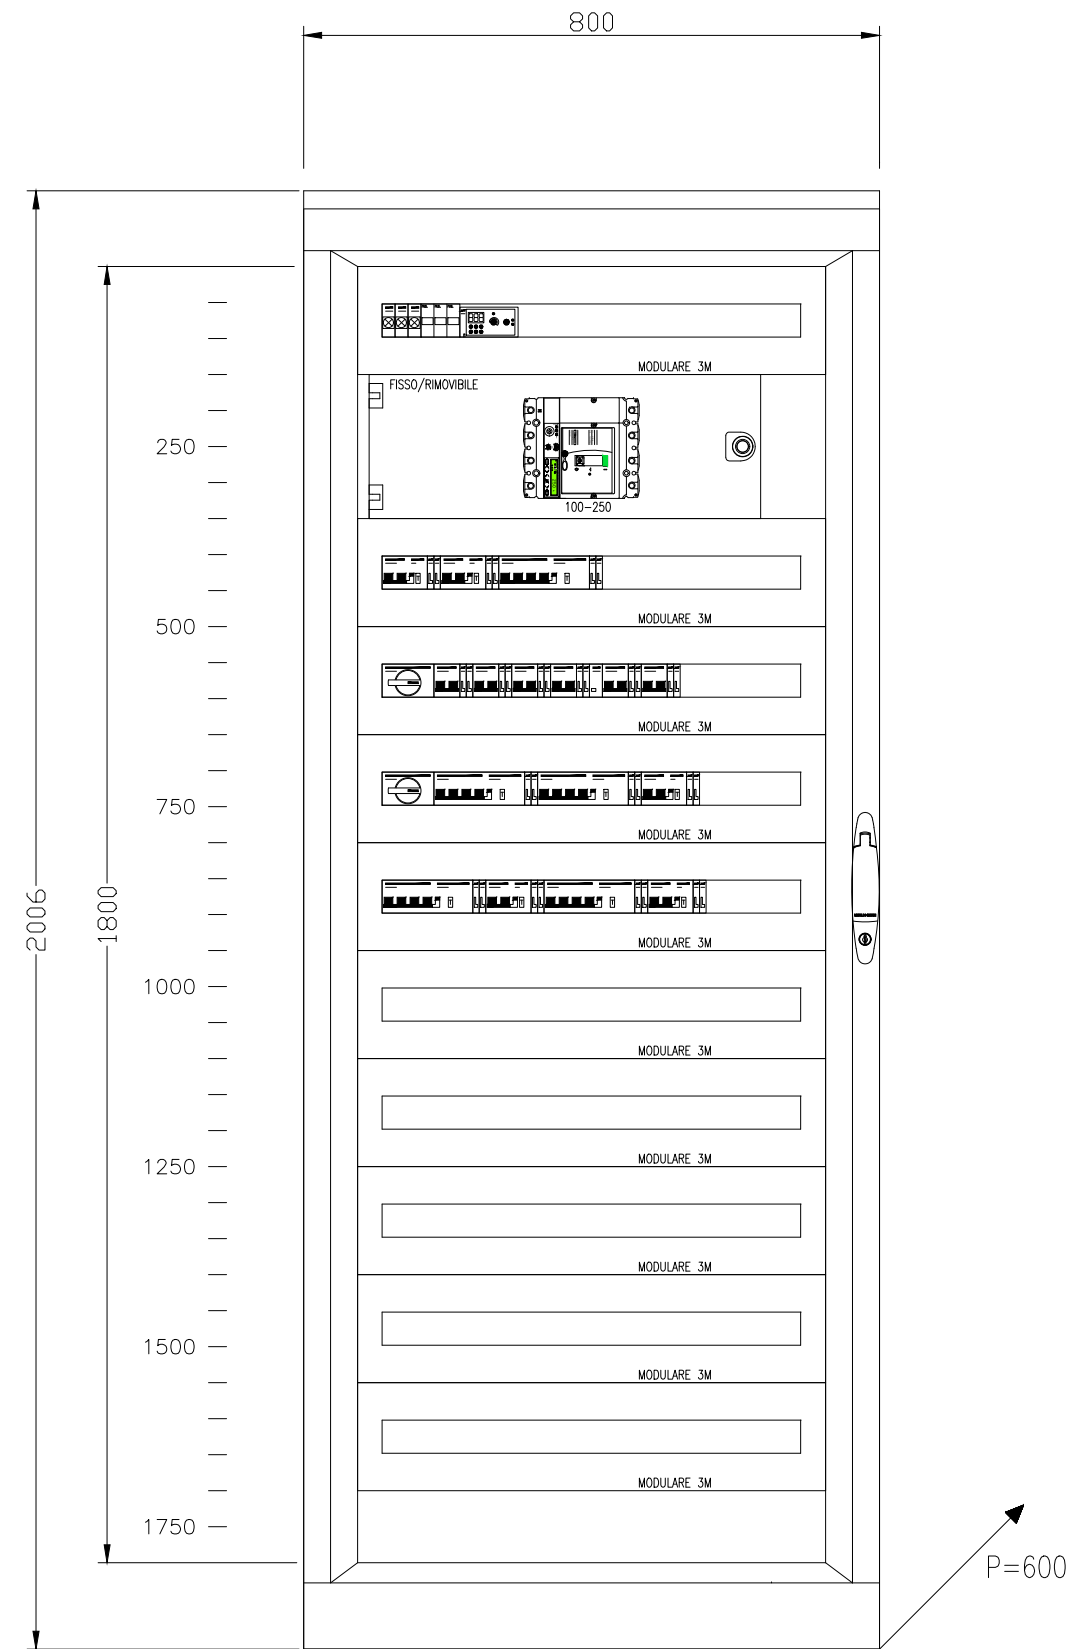 800
MODULARE 3M
FISSO/RIMOVIBILE
250
100-250
500
MODULARE 3M
MODULARE 3M
750
MODULARE 3M
2006
1800
MODULARE 3M
1000
MODULARE 3M
1250
MODULARE 3M
MODULARE 3M
1500
MODULARE 3M
MODULARE 3M
1750
P=600